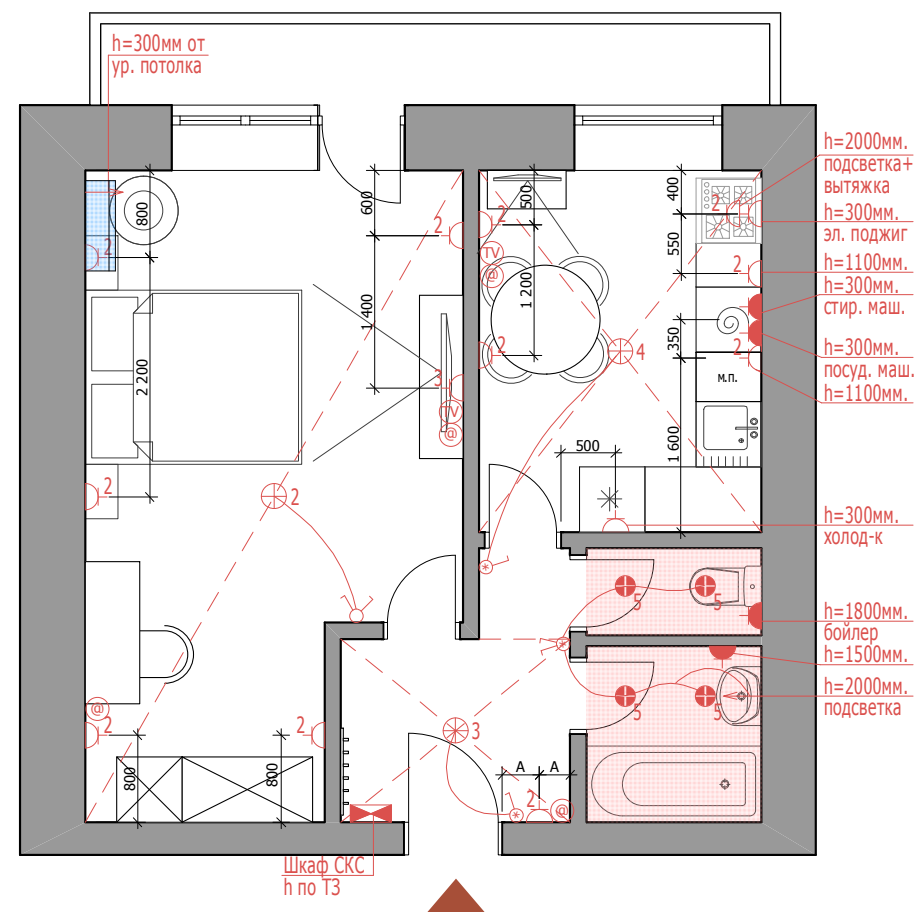 h=300мм от
ур. потолка
h=2000мм.
подсветка+
вытяжка
h=300мм.
эл. поджиг
h=1100мм.
h=300мм.
стир. маш.
h=300мм.
посуд. маш.
h=1100мм.
h=300мм.
холод-к
h=1800мм.
бойлер
h=1500мм.
h=2000мм.
подсветка
Шкаф СКС
h по ТЗ
800
2 200
600
1 400
2
2
2
3
TV
@
2
@
2
2
800
800
500
1 200
2
TV
@
2
4
400
550
350
1 600
500
2
2
2
м.п.
5
5
5
5
3
A
A
2
@